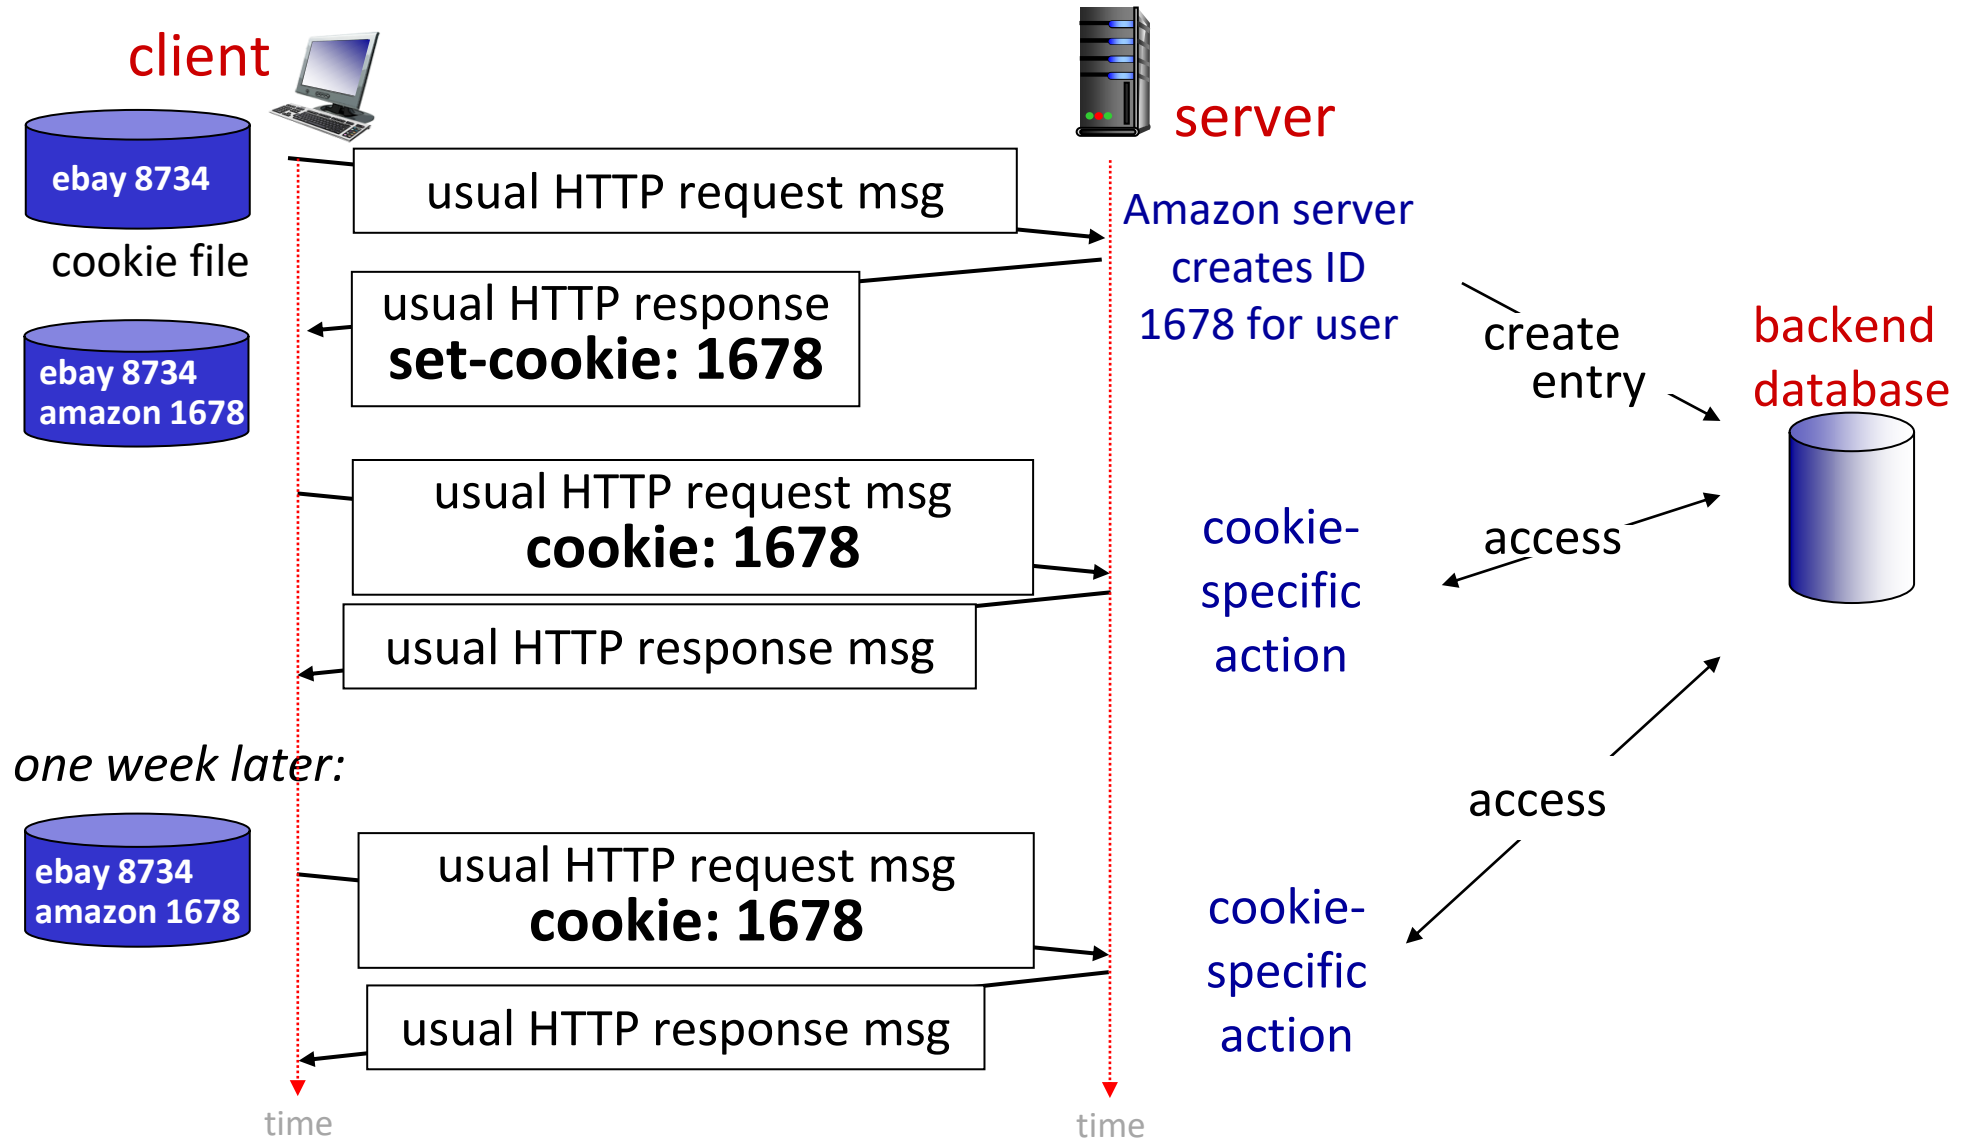 client
server
ebay 8734
cookie file
usual HTTP request msg
Amazon server
creates ID
1678 for user
usual HTTP response
set-cookie: 1678
create
entry
backend
database
ebay 8734
amazon 1678
usual HTTP request msg
cookie: 1678
cookie-
specific
action
access
usual HTTP response msg
one week later:
access
ebay 8734
amazon 1678
usual HTTP request msg
cookie: 1678
cookie-
specific
action
usual HTTP response msg
time
time